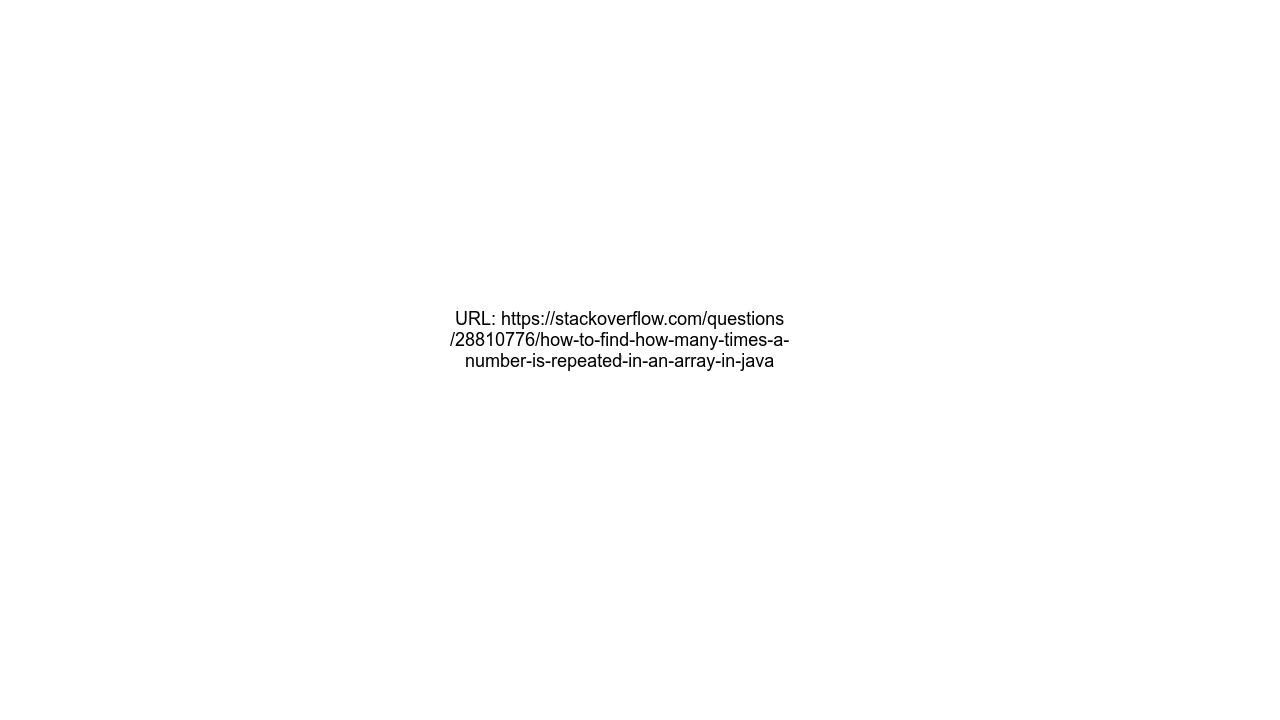 URL: https://stackoverflow.com/questions
/28810776/how-to-find-how-many-times-a-
number-is-repeated-in-an-array-in-java